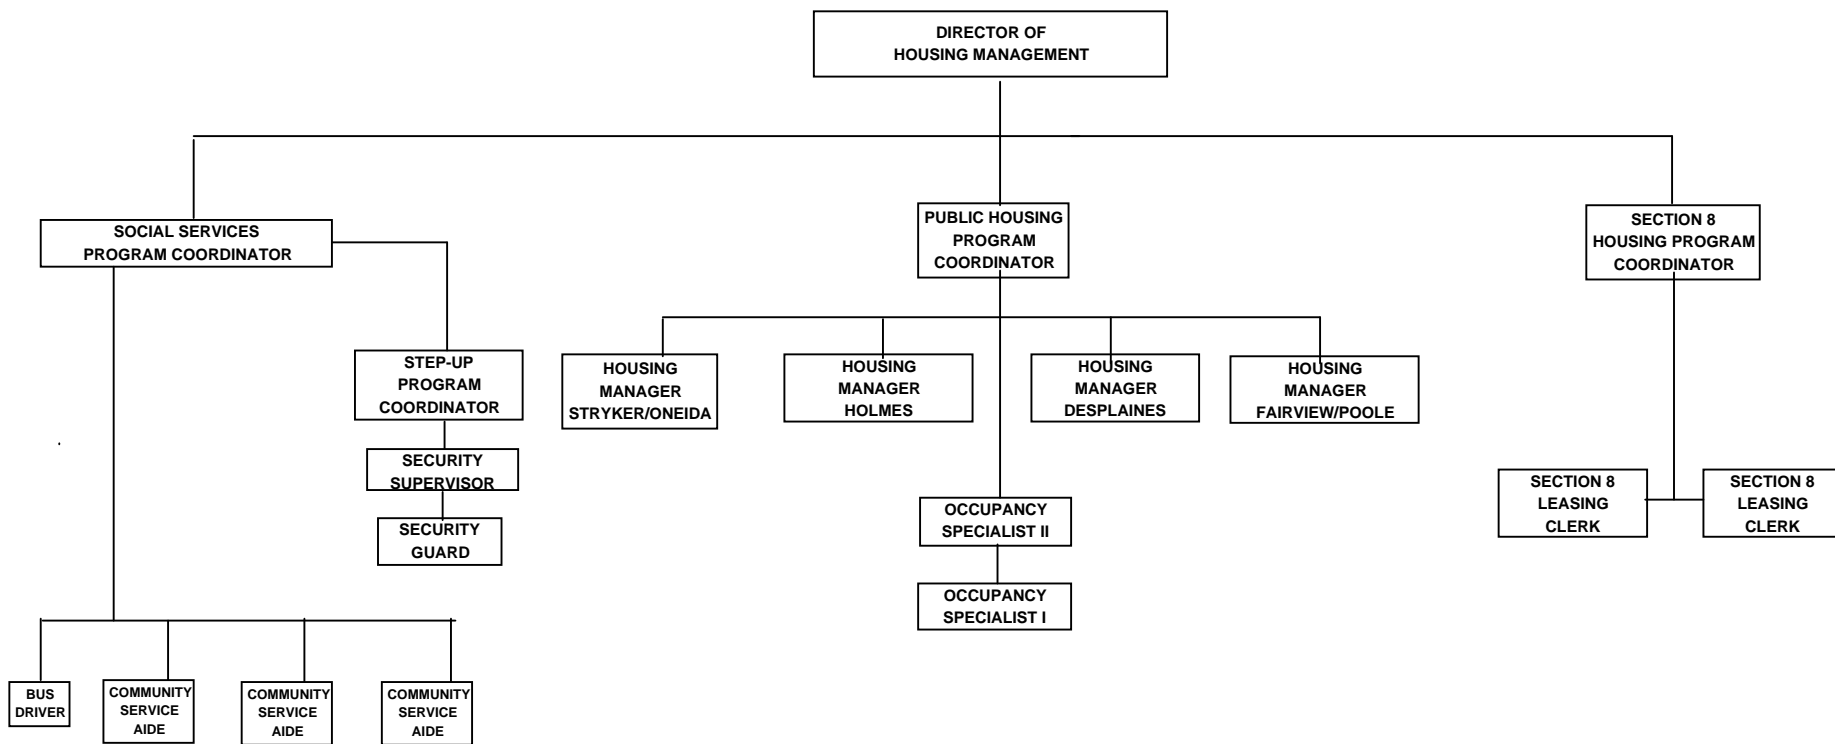 DIRECTOR OF
HOUSING MANAGEMENT
SOCIAL SERVICES
PROGRAM COORDINATOR
PUBLIC HOUSING
PROGRAM
COORDINATOR
SECTION 8
HOUSING PROGRAM
COORDINATOR
STEP-UP
PROGRAM
COORDINATOR
HOUSING
MANAGER
STRYKER/ONEIDA
HOUSING
MANAGER
HOLMES
HOUSING
MANAGER
DESPLAINES
HOUSING
MANAGER
FAIRVIEW/POOLE
SECURITY
SUPERVISOR
SECURITY
GUARD
OCCUPANCY
SPECIALIST II
OCCUPANCY
SPECIALIST I
SECTION 8
LEASING
CLERK
SECTION 8
LEASING
CLERK
BUS
DRIVER
COMMUNITY
SERVICE
AIDE
COMMUNITY
SERVICE
AIDE
COMMUNITY
SERVICE
AIDE